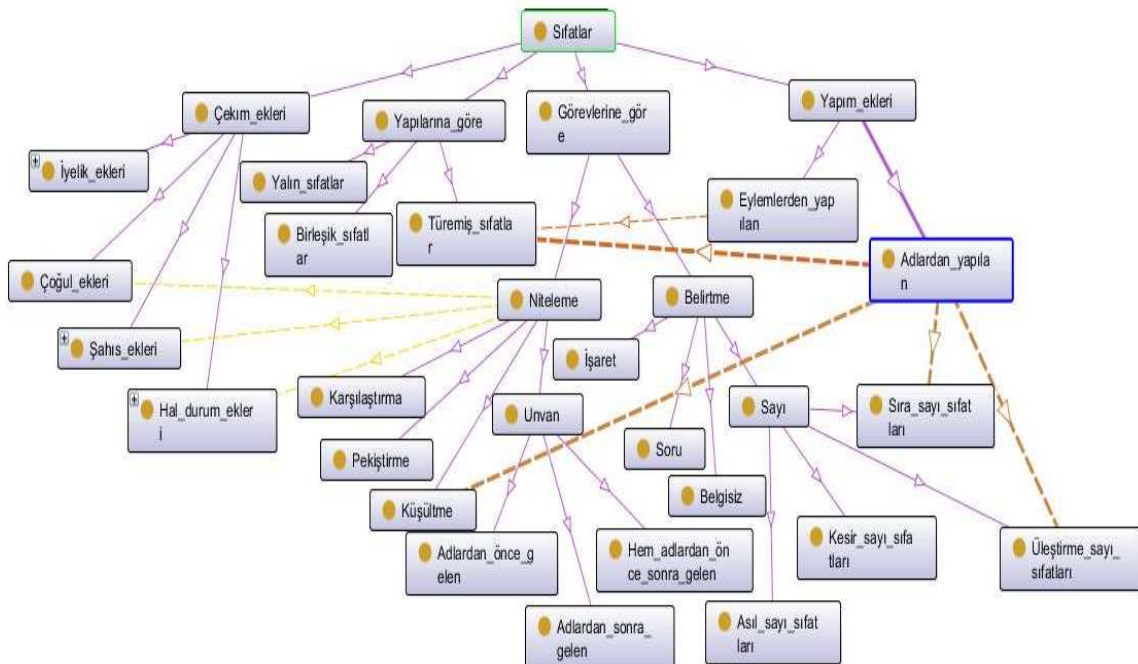 Sıfatlar
Çekım_ekleri
Yapılarına_göre
Görevlerine_gör
e
Yapım_ekleri
İyelik_ekleri
Yalın_sıfatlar
Birleşik_sıfatl
ar
Türemiş_sıfatla
r
Eylemlerden_yap
ılan
Adlardan_yapıla
n
Çoğul_ekleri
Niteleme
Belirtme
Şahıs_ekleri
İşaret
Hal_durum_ekler
i
Karşılaştırma
Unvan
Sayı
Sıra_sayı_sıfat
ları
Pekiştirme
Soru
Küşültme
Belgisiz
Adlardan_önce_g
elen
Hem_adlardan_ön
ce_sonra_gelen
Kesir_sayı_sıfa
tları
Üleştirme_sayı_
sıfatları
Adlardan_sonra_
gelen
Asıl_sayı_sıfat
ları